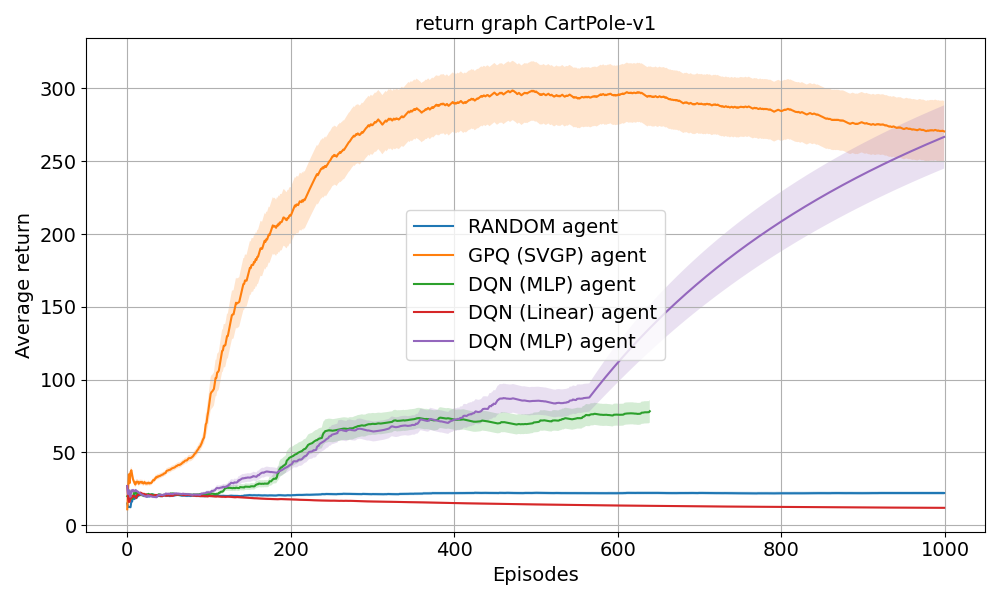 return graph CartPole-v1
Average return
300
250
200
150
100
50
0
RANDOM agent
GPQ (SVGP) agent
DQN (MLP) agent
DQN (Linear) agent
DQN (MLP) agent
0 200 400 600 800 1000
Episodes